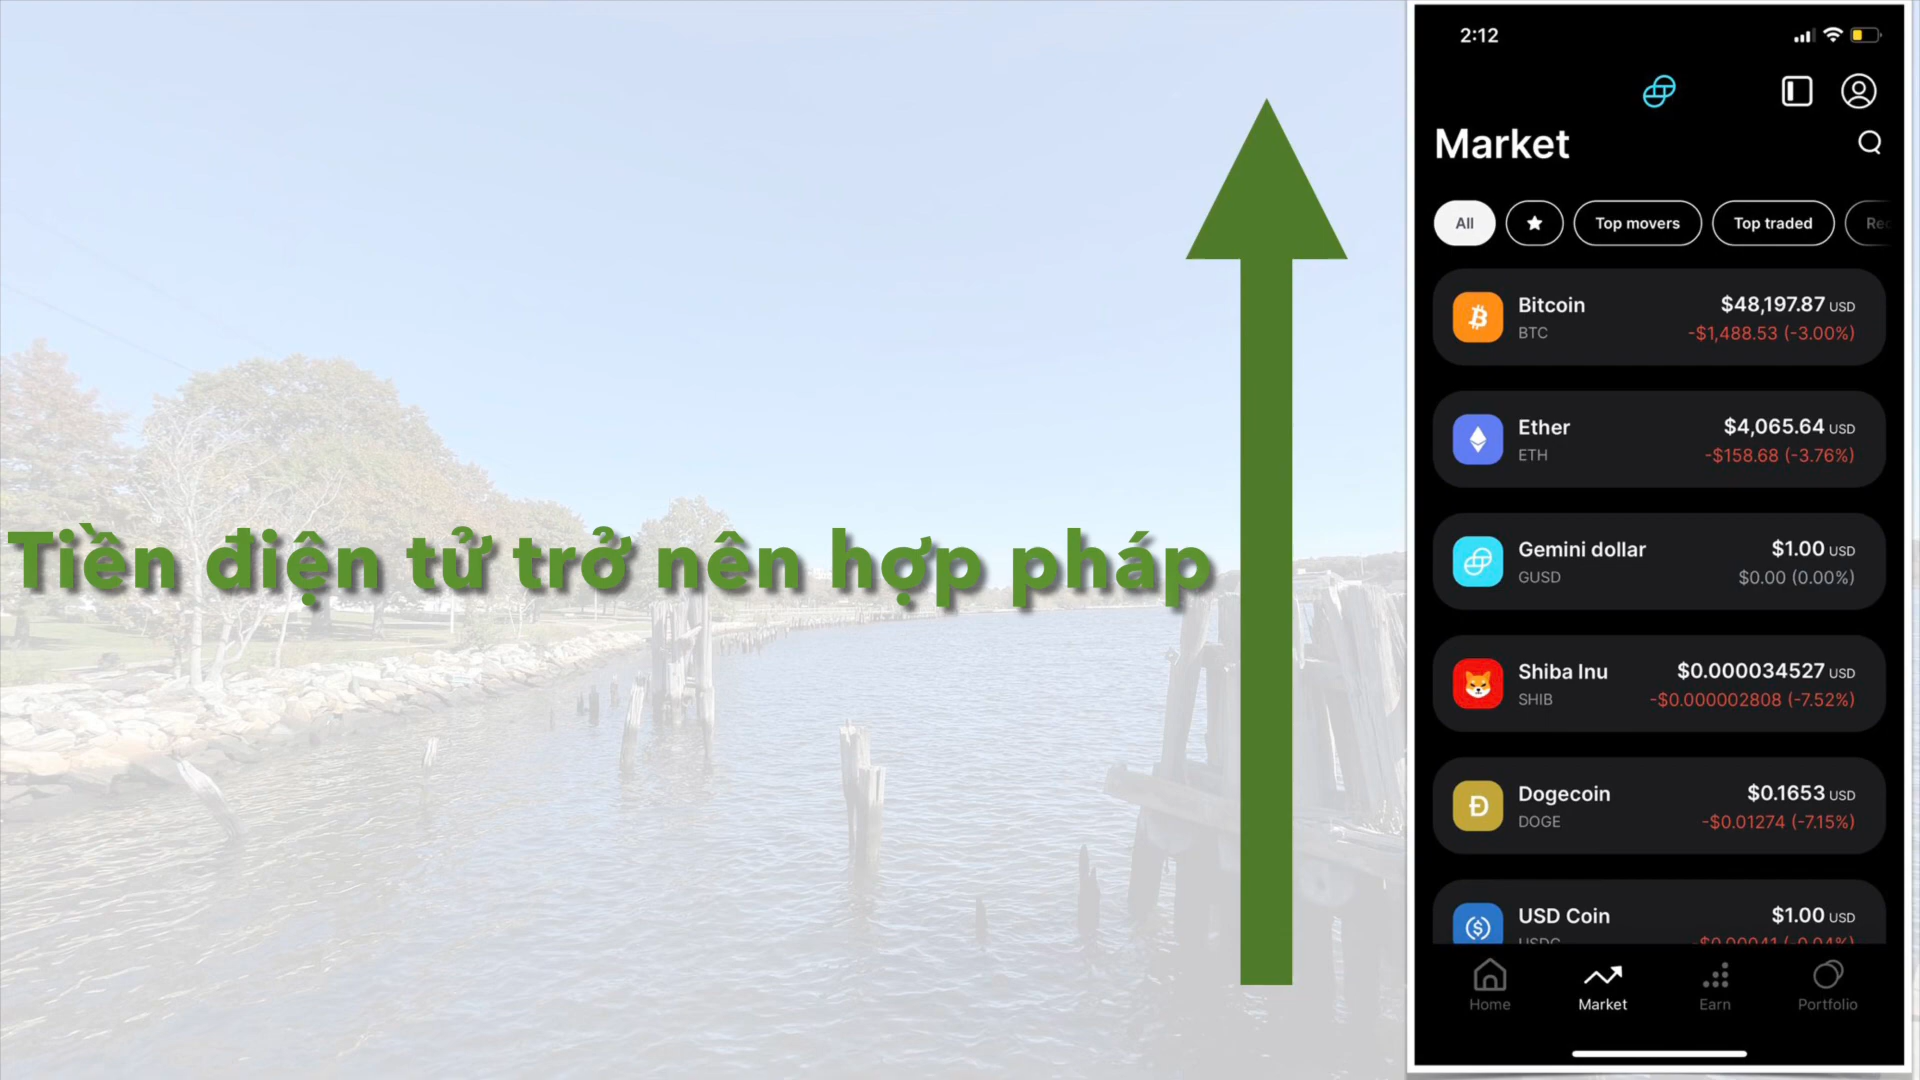 Tiền điện tử trở nên hợp pháp
2:12
Market
All
Top movers
Top traded
Bitcoin
$48,197.87 USD
BTC
-$1,488.53 (-3.00%)
Ether
$4,065.64 USD
ETH
-$158.68 (-3.76%)
Gemini dollar
$1.00 USD
GUSD
$0.00 (0.00%)
Shiba Inu
$0.000034527 USD
SHIB
-$0.000002808 (-7.52%)
Dogecoin
$0.1653 USD
DOGE
-$0.01274 (-7.15%)
USD Coin
$1.00 USD
Home
Market
Earn
Portfolio